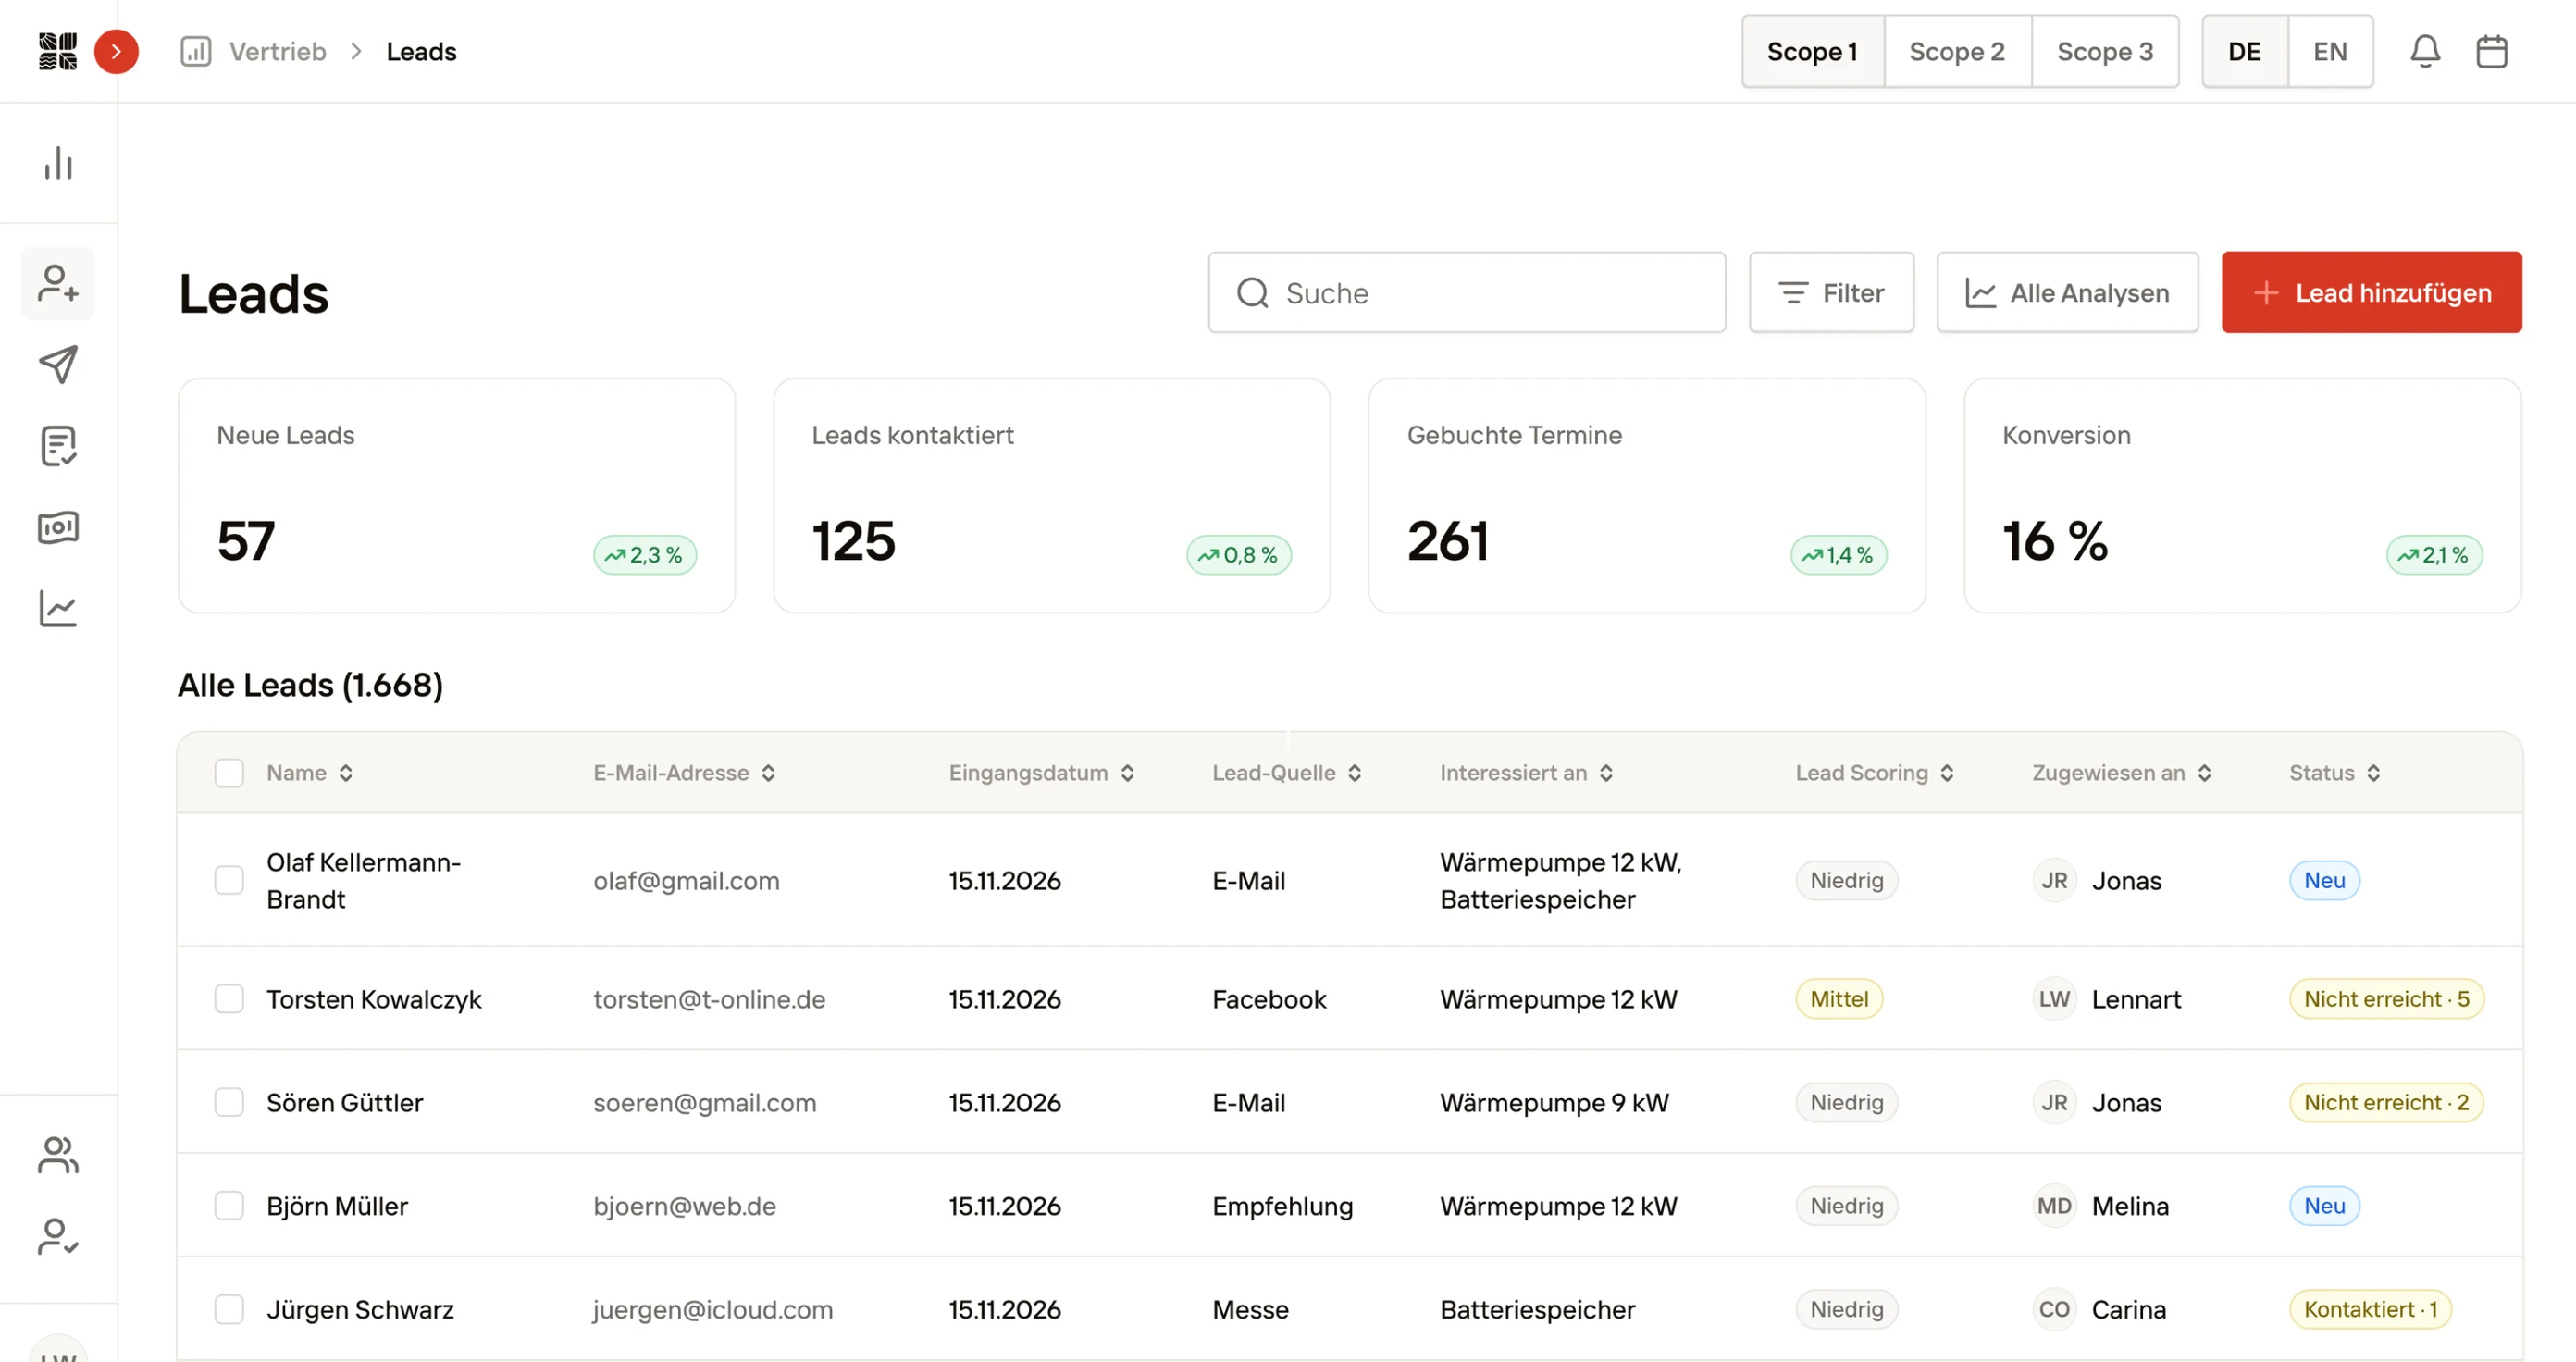 Vertrieb > Leads
Scope 1 Scope 2 Scope 3 DE EN
Leads
Suche Filter Alle Analysen + Lead hinzufügen
Neue Leads
57
2,3 %
Leads kontaktiert
125
0,8 %
Gebuchte Termine
261
1,4 %
Konversion
16 %
2,1 %
Alle Leads (1.668)
Name E-Mail-Adresse Eingangsdatum Lead-Quelle Interessiert an Lead Scoring Zugewiesen an Status
Olaf Kellermann-
Brandt
olaf@gmail.com 15.11.2026 E-Mail
Wärmepumpe 12 kW,
Batteriespeicher
Niedrig JR Jonas Neu
Torsten Kowalczyk torsten@t-online.de 15.11.2026 Facebook Wärmepumpe 12 kW Mittel LW Lennart Nicht erreicht · 5
Sören Güttler soeren@gmail.com 15.11.2026 E-Mail Wärmepumpe 9 kW Niedrig JR Jonas Nicht erreicht · 2
Björn Müller bjoern@web.de 15.11.2026 Empfehlung Wärmepumpe 12 kW Niedrig MD Melina Neu
Jürgen Schwarz juergen@icloud.com 15.11.2026 Messe Batteriespeicher Niedrig CO Carina Kontaktiert · 1
LW